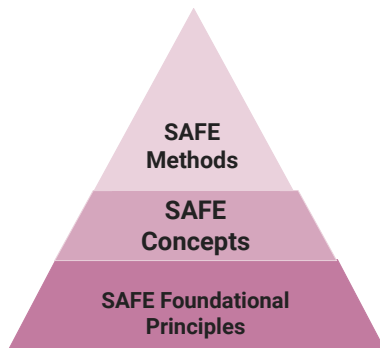 SAFE
Methods
SAFE
Concepts
SAFE Foundational
Principles